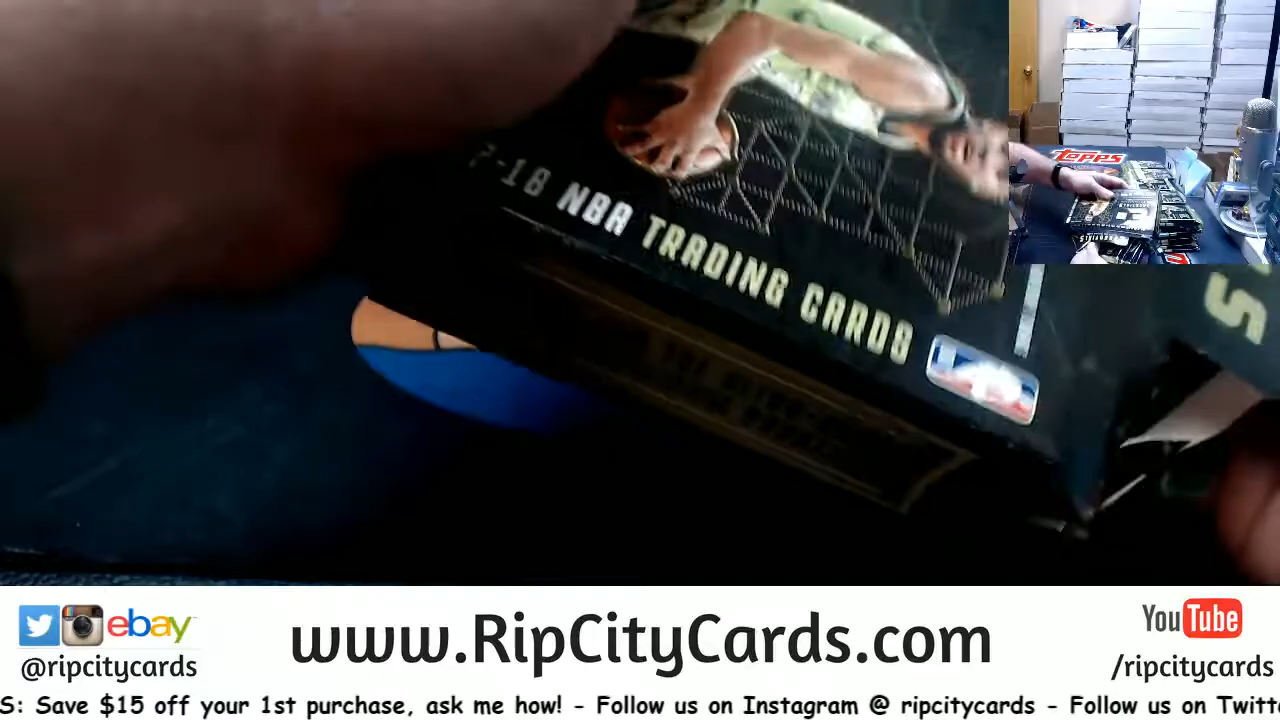 -18 NBA TRADING CARDS
topps
ebay
@ripcitycards
www.RipCityCards.com
YouTube
/ripcitycards
S: Save $15 off your 1st purchase, ask me how! - Follow us on Instagram @ ripcitycards - Follow us on